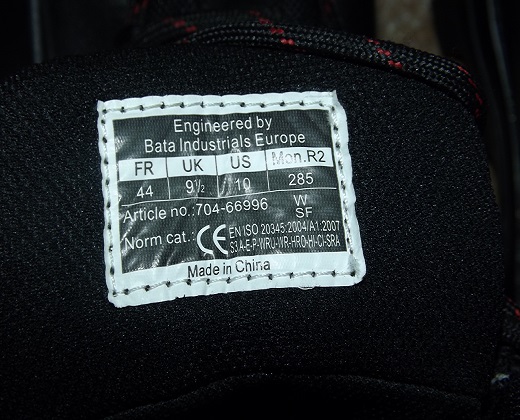 Engineered by
Bata Industrials Europe
FR UK US Mon.R2
44 9½ 10 285
Article no.:704-66996 W
SF
Norm cat.: CE EN ISO 20345:2004/A1:2007
S3 A-E-P-WRU-WR-HRO-HI-CI-SRA
Made in China